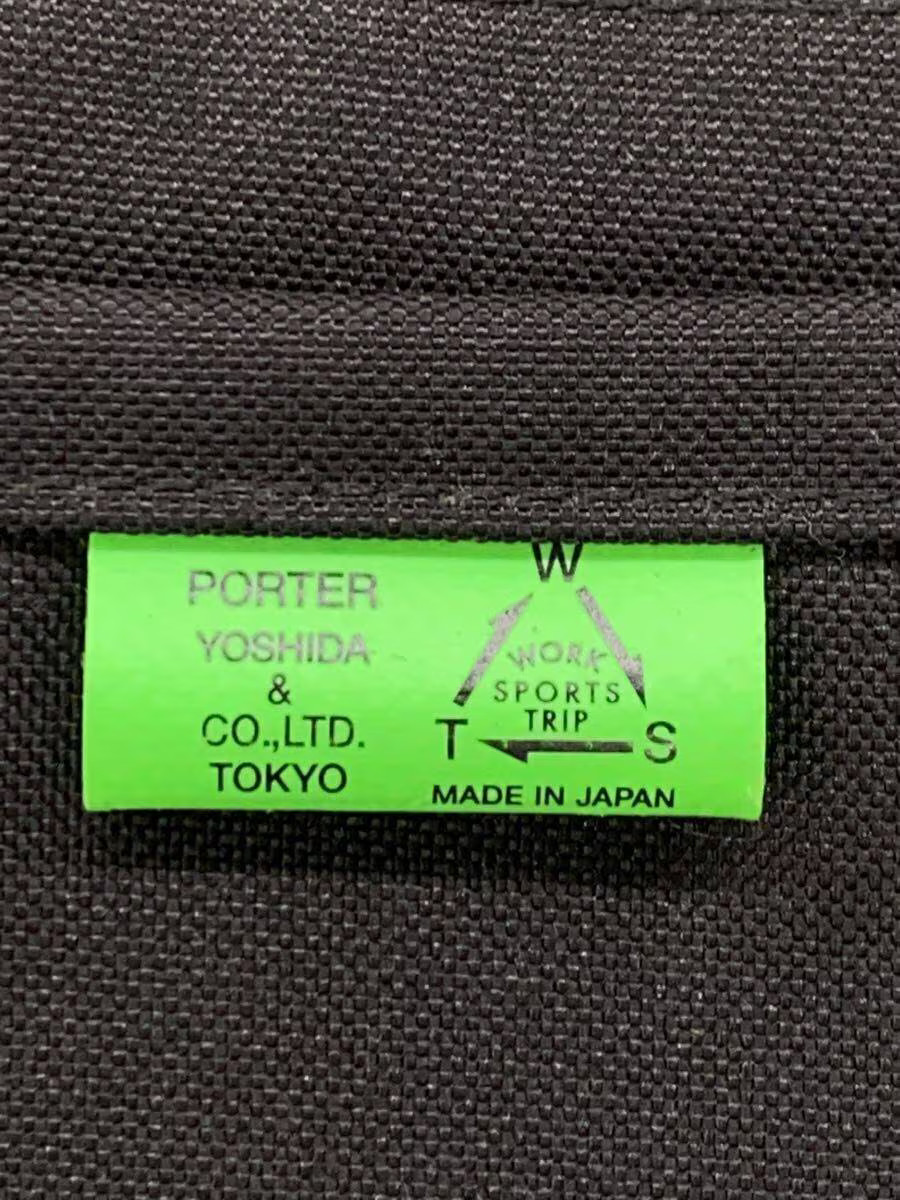 PORTER
YOSHIDA
&
CO.,LTD.
TOKYO
W
WORK
SPORTS
TRIP
T S
MADE IN JAPAN